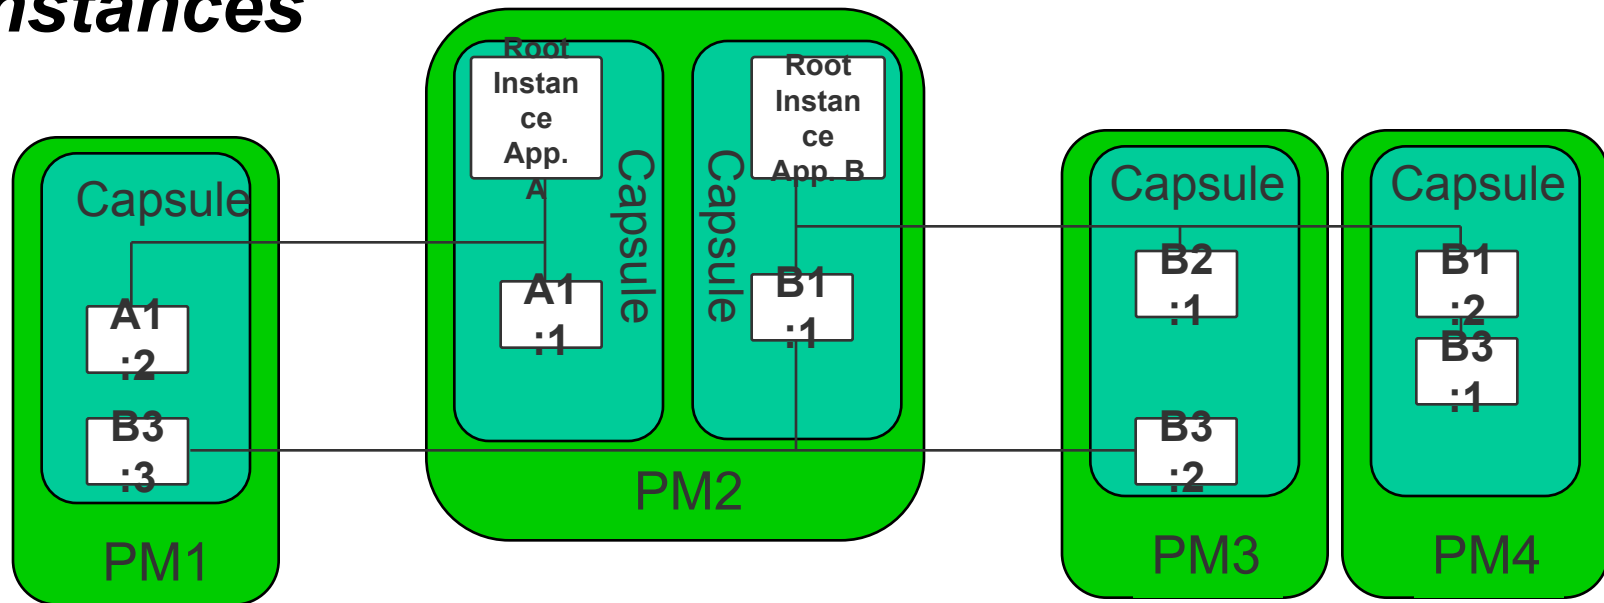 nstances
Root
Instan
ce
App.
A
Root
Instan
ce
App. B
Capsule
Capsule
Capsule
Capsule
Capsule
A1
:2
B3
:3
A1
:1
B1
:1
B2
:1
B3
:2
B1
:2
B3
:1
PM1
PM2
PM3
PM4